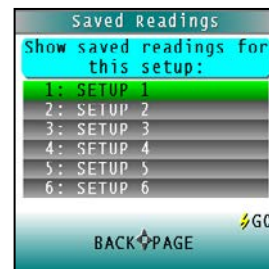 Saved Readings
Show saved readings for
this setup:
1: SETUP 1
2: SETUP 2
3: SETUP 3
4: SETUP 4
5: SETUP 5
6: SETUP 6
GO
BACK PAGE